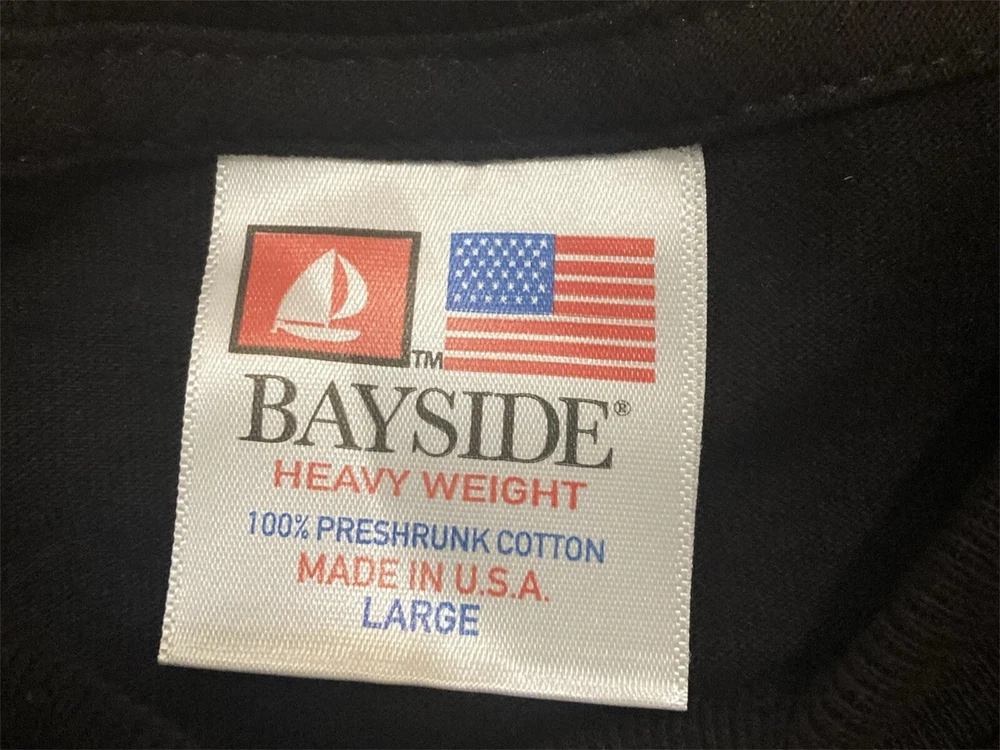 TM
BAYSIDE®
HEAVY WEIGHT
100% PRESHRUNK COTTON
MADE IN U.S.A.
LARGE